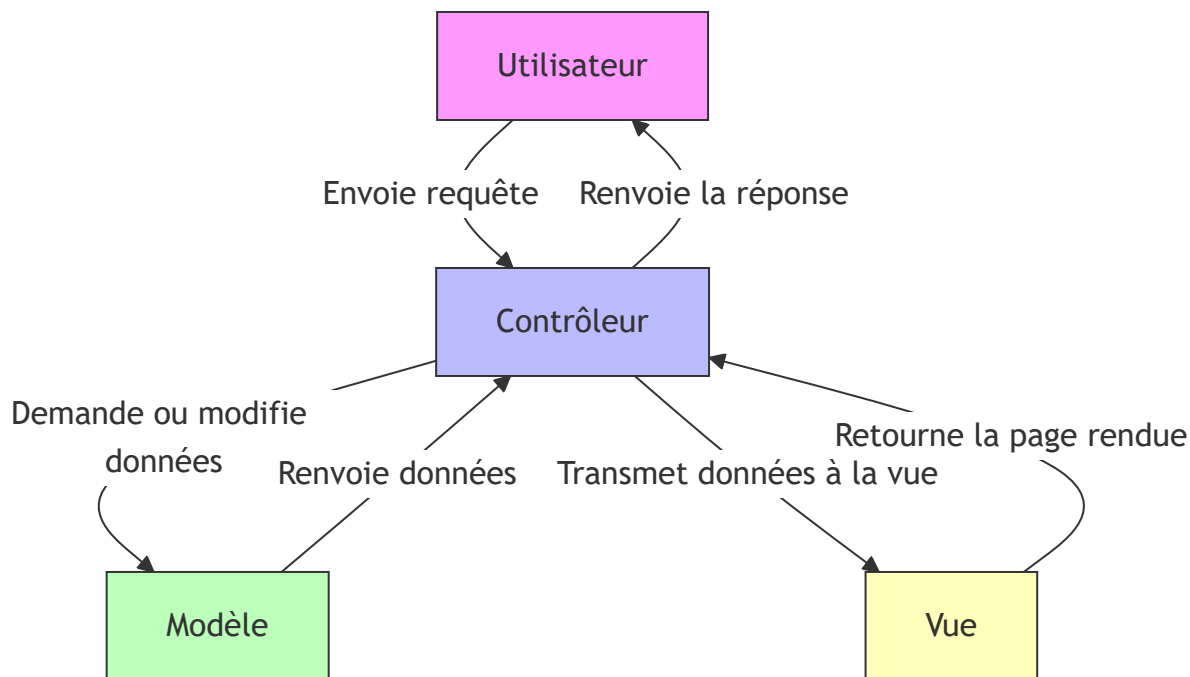 Utilisateur
Envoie requête
Renvoie la réponse
Contrôleur
Demande ou modifie
données
Renvoie données
Transmet données à la vue
Retourne la page rendue
Modèle
Vue